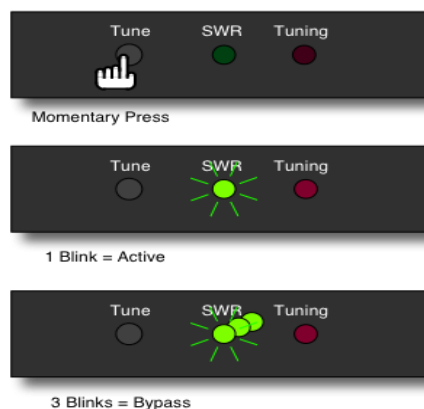 Tune SWR Tuning
Momentary Press
Tune SWR Tuning
1 Blink = Active
Tune SWR Tuning
3 Blinks = Bypass